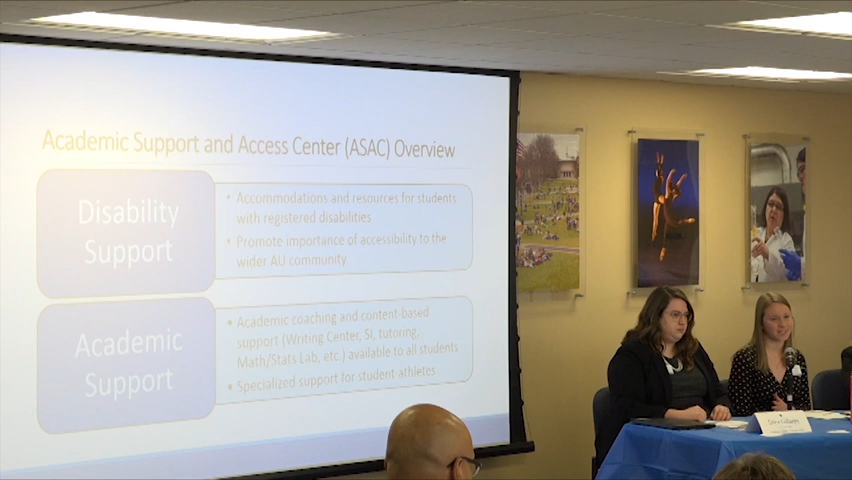 Academic Support and Access Center (ASAC) Overview
Disability
Support
• Accommodations and resources for students
with registered disabilities
• Promote importance of accessibility to the
wider AU community
Academic
Support
• Academic coaching and content-based
support (Writing Center, SI, tutoring,
Math/Stats Lab, etc.) available to all students
• Specialized support for student-athletes